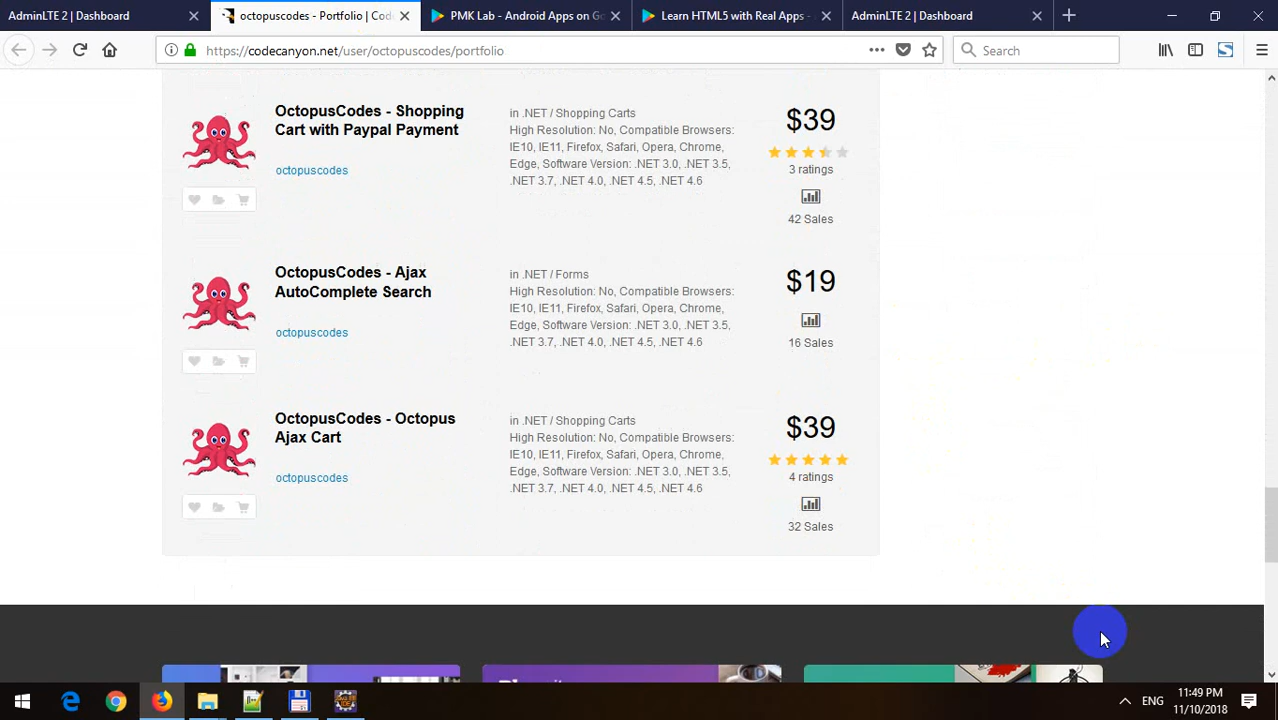 AdminLTE 2 | Dashboard
octopuscodes - Portfolio | Cod
PMK Lab - Android Apps on Go
Learn HTML5 with Real Apps -
AdminLTE 2 | Dashboard
https://codecanyon.net/user/octopuscodes/portfolio
Search
OctopusCodes - Shopping
Cart with Paypal Payment
octopuscodes
in .NET / Shopping Carts
High Resolution: No, Compatible Browsers:
IE10, IE11, Firefox, Safari, Opera, Chrome,
Edge, Software Version: .NET 3.0, .NET 3.5,
.NET 3.7, .NET 4.0, .NET 4.5, .NET 4.6
$39
3 ratings
42 Sales
OctopusCodes - Ajax
AutoComplete Search
octopuscodes
in .NET / Forms
High Resolution: No, Compatible Browsers:
IE10, IE11, Firefox, Safari, Opera, Chrome,
Edge, Software Version: .NET 3.0, .NET 3.5,
.NET 3.7, .NET 4.0, .NET 4.5, .NET 4.6
$19
16 Sales
OctopusCodes - Octopus
Ajax Cart
octopuscodes
in .NET / Shopping Carts
High Resolution: No, Compatible Browsers:
IE10, IE11, Firefox, Safari, Opera, Chrome,
Edge, Software Version: .NET 3.0, .NET 3.5,
.NET 3.7, .NET 4.0, .NET 4.5, .NET 4.6
$39
4 ratings
32 Sales
ENG
11:49 PM
11/10/2018